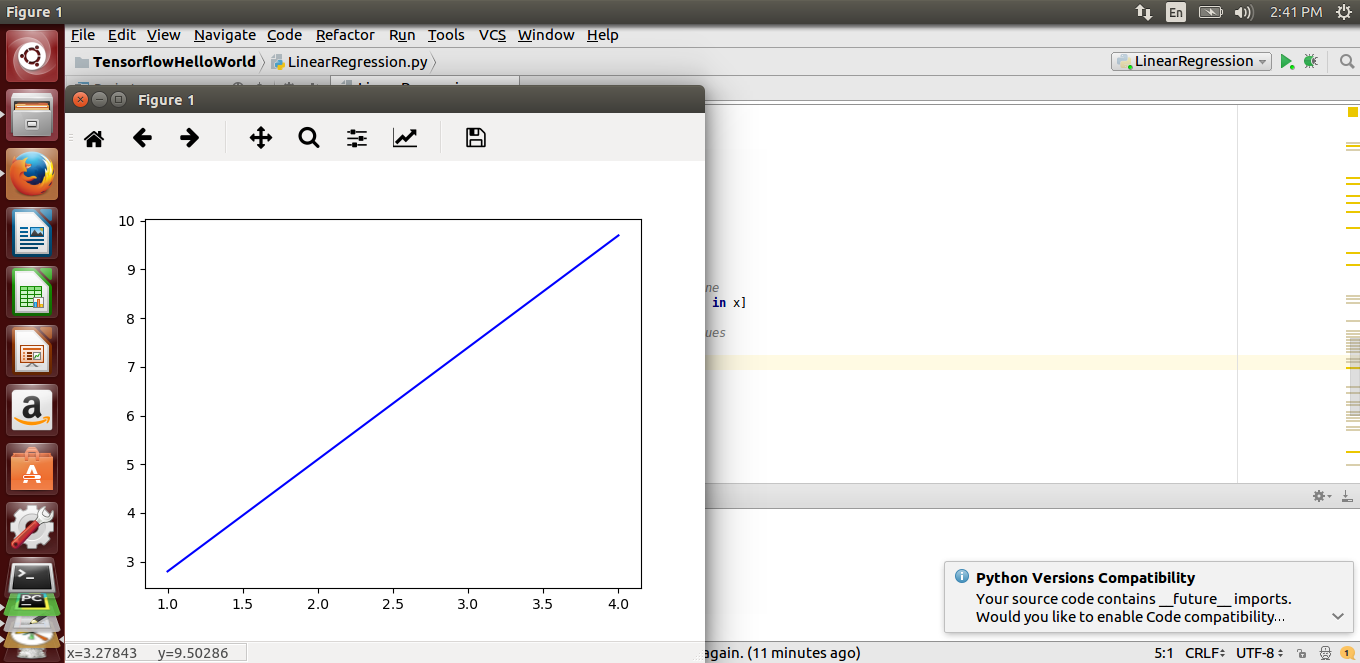 Figure 1
En
2:41 PM
File Edit View Navigate Code Refactor Run Tools VCS Window Help
TensorflowHelloWorld LinearRegression.py
LinearRegression
Figure 1
ne
in x]
ues
10
9
8
7
6
5
4
3
1.0 1.5 2.0 2.5 3.0 3.5 4.0
a
A
>_
PC
Python Versions Compatibility
Your source code contains __future__ imports.
Would you like to enable Code compatibility...
x=3.27843 y=9.50286
again. (11 minutes ago)
5:1 CRLF UTF-8
1